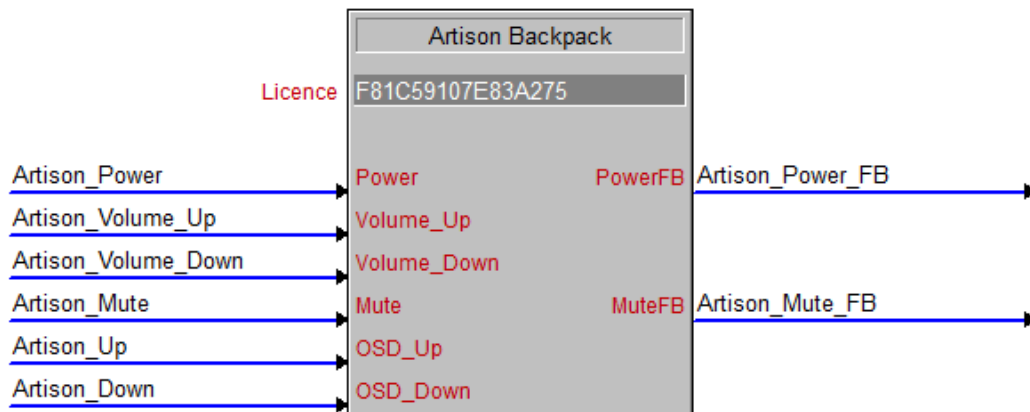 Artison Backpack
Licence F81C59107E83A275
Artison_Power Power PowerFB Artison_Power_FB
Artison_Volume_Up Volume_Up
Artison_Volume_Down Volume_Down
Artison_Mute Mute MuteFB Artison_Mute_FB
Artison_Up OSD_Up
Artison_Down OSD_Down